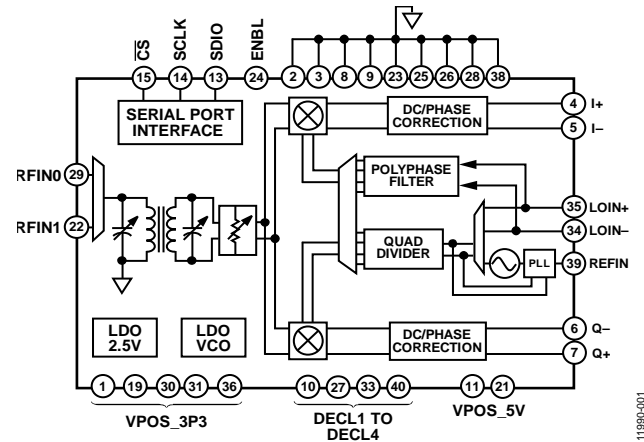 CS
SCLK
SDIO
ENBL
15
14
13
24
2
3
8
9
23
25
26
28
38
SERIAL PORT
INTERFACE
DC/PHASE
CORRECTION
4
I+
5
I–
RFIN0
29
RFIN1
22
POLYPHASE
FILTER
QUAD
DIVIDER
35
LOIN+
34
LOIN–
PLL
39
REFIN
LDO
2.5V
LDO
VCO
DC/PHASE
CORRECTION
6
Q–
7
Q+
1
19
30
31
36
10
27
33
40
11
21
VPOS_3P3
DECL1 TO
DECL4
VPOS_5V
11990-001